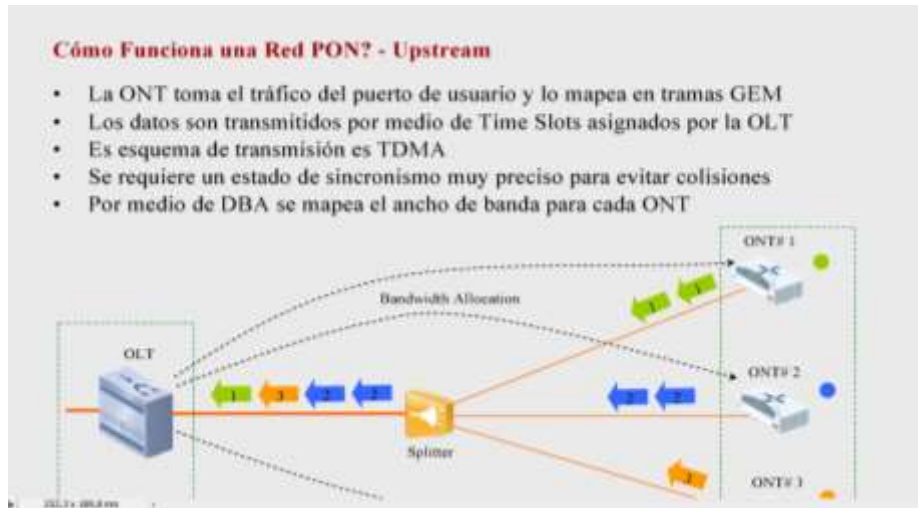 Cómo Funciona una Red PON? - Upstream
• La ONT toma el tráfico del puerto de usuario y lo mapea en tramas GEM
• Los datos son transmitidos por medio de Time Slots asignados por la OLT
• Es esquema de transmisión es TDMA
• Se requiere un estado de sincronismo muy preciso para evitar colisiones
• Por medio de DBA se mapea el ancho de banda para cada ONT
ONT# 1
1 1
Bandwidth Allocation
OLT
ONT# 2
1 3 2 2
2 2
Splitter
3
ONT# 3